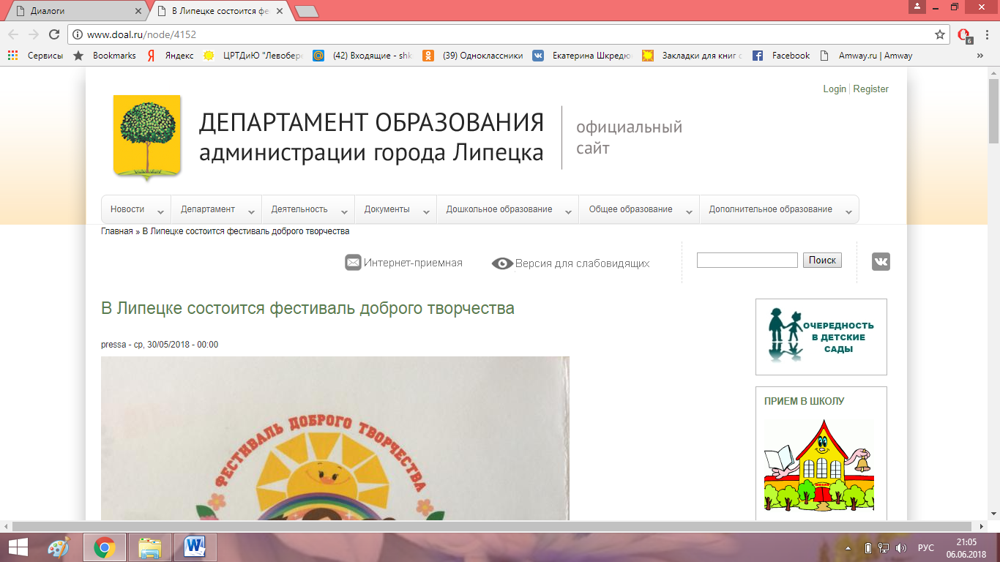 Диалоги
В Липецке состоится фес
www.doal.ru/node/4152
6
Сервисы Bookmarks Яндекс ЦРТДиЮ "Левобере (42) Входящие - shk (39) Одноклассники Екатерина Шкредю Закладки для книг с Facebook Amway.ru | Amway »
Login Register
ДЕПАРТАМЕНТ ОБРАЗОВАНИЯ
администрации города Липецка
официальный
сайт
Новости Департамент Деятельность Документы Дошкольное образование Общее образование Дополнительное образование
Главная » В Липецке состоится фестиваль доброго творчества
Интернет-приемная Версия для слабовидящих Поиск
В Липецке состоится фестиваль доброго творчества
pressa - ср, 30/05/2018 - 00:00
ФЕСТИВАЛЬ ДОБРОГО ТВОРЧЕСТВА
ОЧЕРЕДНОСТЬ
В ДЕТСКИЕ
САДЫ
ПРИЕМ В ШКОЛУ
ШКОЛА
РУС
21:05
06.06.2018